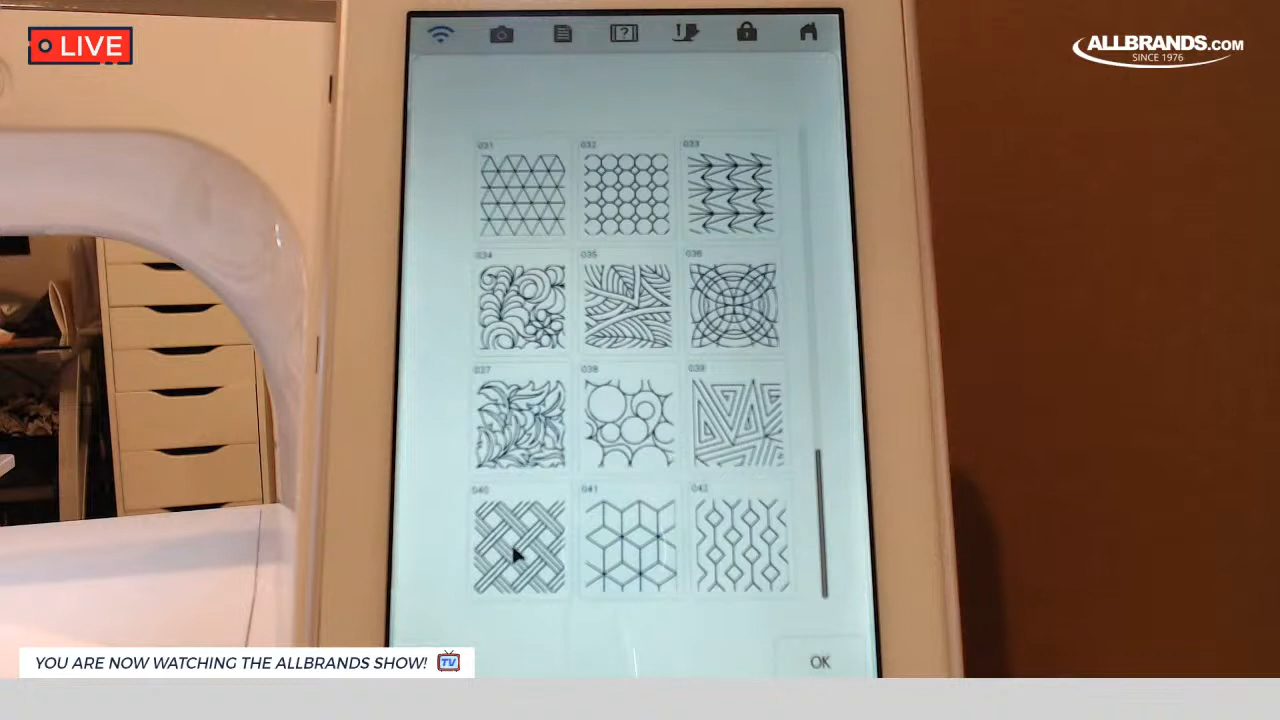 LIVE
ALLBRANDS.COM
SINCE 1976
?
031 032 033
034 035 036
037 038 039
040 041 042
OK
YOU ARE NOW WATCHING THE ALLBRANDS SHOW! TV